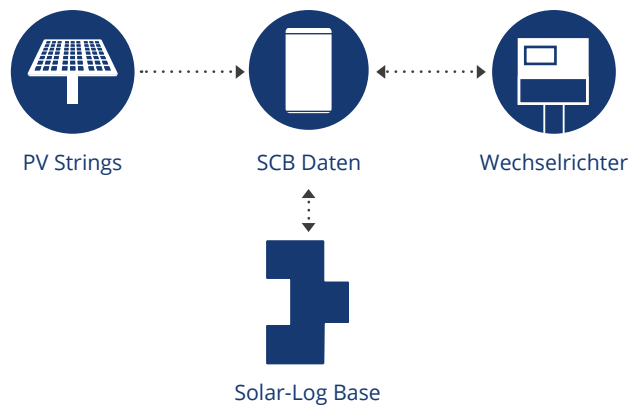 PV Strings
SCB Daten
Wechselrichter
Solar-Log Base